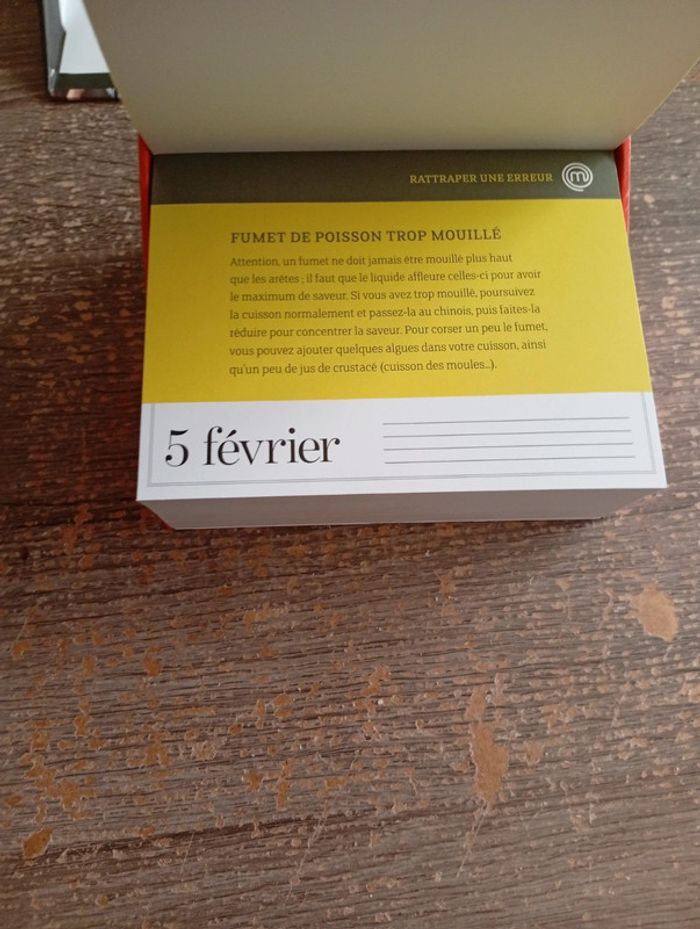 RATTRAPER UNE ERREUR
FUMET DE POISSON TROP MOUILLÉ
Attention, un fumet ne doit jamais être mouillé plus haut
que les arêtes ; il faut que le liquide affleure celles-ci pour avoir
le maximum de saveur. Si vous avez trop mouillé, poursuivez
la cuisson normalement et passez-la au chinois, puis faites-la
réduire pour concentrer la saveur. Pour corser un peu le fumet,
vous pouvez ajouter quelques algues dans votre cuisson, ainsi
qu'un peu de jus de crustacé (cuisson des moules...).
5 février